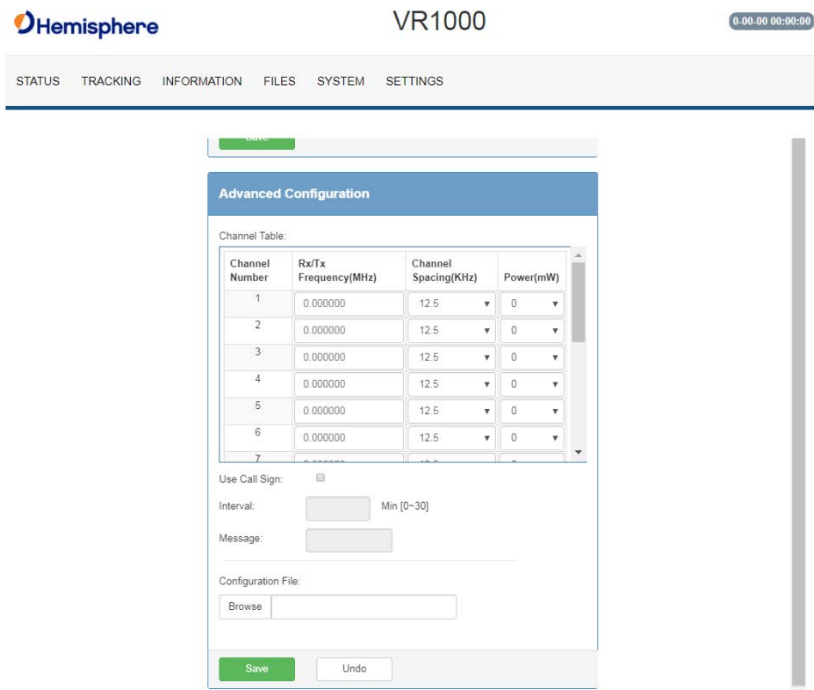 Hemisphere
VR1000
0-00-00 00:00:00
STATUS TRACKING INFORMATION FILES SYSTEM SETTINGS
Advanced Configuration
Channel Table:
Channel Number Rx/Tx Frequency(MHz) Channel Spacing(KHz) Power(mW)
1 0.000000 12.5 0
2 0.000000 12.5 0
3 0.000000 12.5 0
4 0.000000 12.5 0
5 0.000000 12.5 0
6 0.000000 12.5 0
7
Use Call Sign:
Interval: Min [0~30]
Message:
Configuration File:
Browse
Save Undo